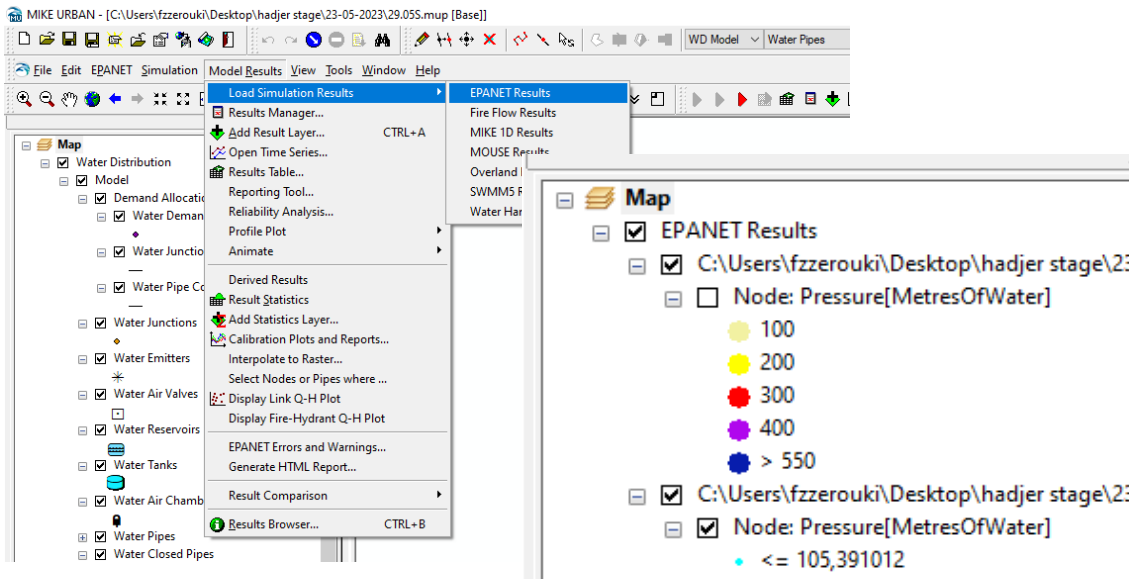 MIKE URBAN - [C:\Users\fzzerouki\Desktop\hadjer stage\23-05-2023\29.05S.mup [Base]]
WD Model Water Pipes
File Edit EPANET Simulation Model Results View Tools Window Help
Map
Water Distribution
Model
Demand Allocatio
Water Deman
Water Junctio
Water Pipe Co
Water Junctions
Water Emitters
Water Air Valves
Water Reservoirs
Water Tanks
Water Air Chamb
Water Pipes
Water Closed Pipes
Load Simulation Results
Results Manager...
Add Result Layer... CTRL+A
Open Time Series...
Results Table...
Reporting Tool...
Reliability Analysis...
Profile Plot
Animate
Derived Results
Result Statistics
Add Statistics Layer...
Calibration Plots and Reports...
Interpolate to Raster...
Select Nodes or Pipes where ...
Display Link Q-H Plot
Display Fire-Hydrant Q-H Plot
EPANET Errors and Warnings...
Generate HTML Report...
Result Comparison
Results Browser... CTRL+B
EPANET Results
Fire Flow Results
MIKE 1D Results
MOUSE Results
Overland
SWMM5 R
Water Har
Map
EPANET Results
C:\Users\fzzerouki\Desktop\hadjer stage\23
Node: Pressure[MetresOfWater]
100
200
300
400
> 550
C:\Users\fzzerouki\Desktop\hadjer stage\23
Node: Pressure[MetresOfWater]
<= 105,391012